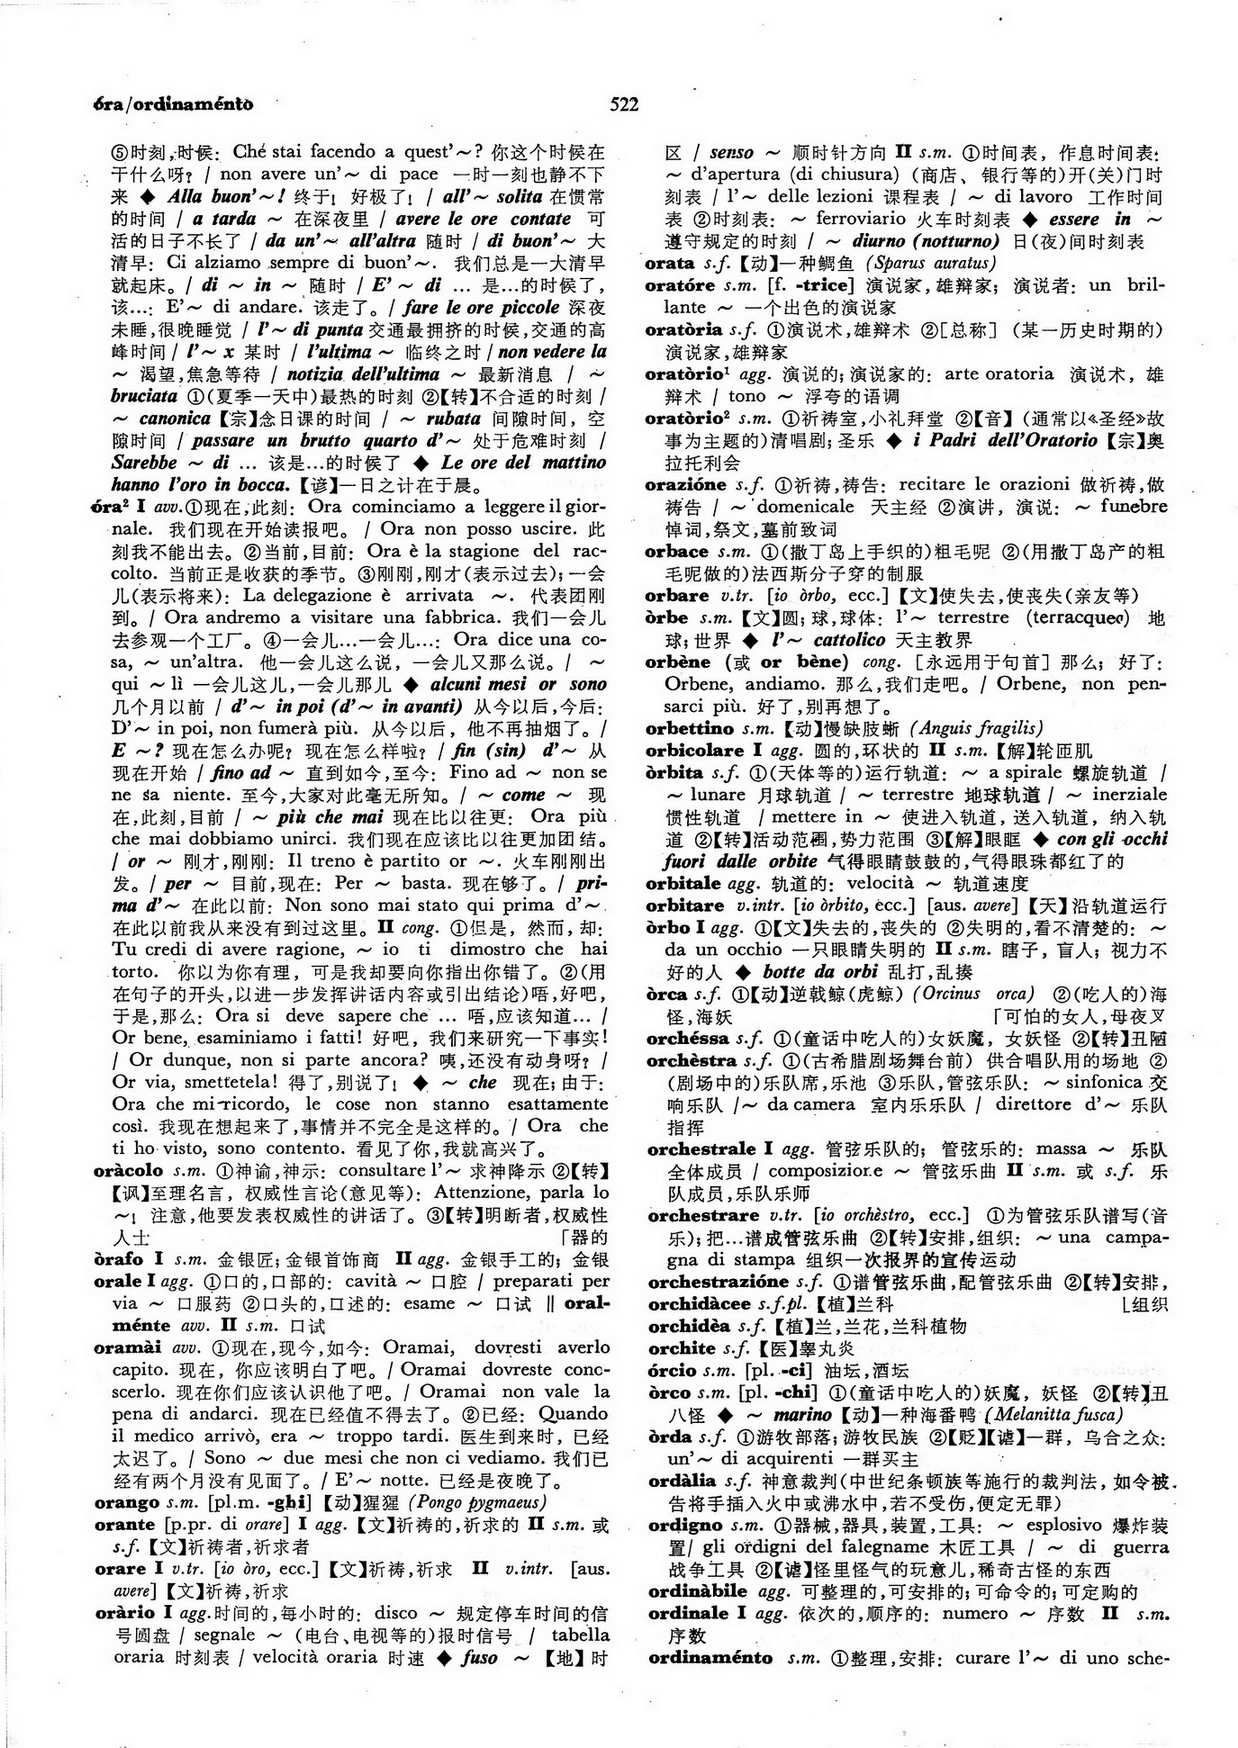 óra/ordinaménto
522
⑤时刻,时候: Ché stai facendo a quest'～? 你这个时候在
干什么呀? / non avere un'～ di pace 一时一刻也静不下
来 ◆ Alla buon'～! 终于! 好极了! / all'～ solita 在惯常
的时间 / a tarda ～ 在深夜里 / avere le ore contate 可
活的日子不长了 / da un'～ all'altra 随时 / di buon'～ 大
清早: Ci alziamo sempre di buon'～. 我们总是一大清早
就起床。/ di ～ in ～ 随时 / E'～ di … 是…的时候了,
该…: E'～ di andare. 该走了。/ fare le ore piccole 深夜
未睡,很晚睡觉 / l'～ di punta 交通最拥挤的时候,交通的高
峰时间 / l'～ x 某时 / l'ultima ～ 临终之时 / non vedere la
～ 渴望,焦急等待 / notizia dell'ultima ～ 最新消息 / ～
bruciata ①(夏季一天中)最热的时刻 ②【转】不合适的时刻 /
～ canonica 【宗】念日课的时间 / ～ rubata 间隙时间, 空
隙时间 / passare un brutto quarto d'～ 处于危难时刻 /
Sarebbe ～ di … 该是…的时候了 ◆ Le ore del mattino
hanno l'oro in bocca. 【谚】一日之计在于晨。
óra² I avv.①现在,此刻: Ora cominciamo a leggere il gior-
nale. 我们现在开始读报吧。/ Ora non posso uscire. 此
刻我不能出去。②当前,目前: Ora è la stagione del rac-
colto. 当前正是收获的季节。③刚刚,刚才(表示过去);一会
儿(表示将来): La delegazione è arrivata ～. 代表团刚
到。/ Ora andremo a visitare una fabbrica. 我们一会儿
去参观一个工厂。④一会儿…一会儿…: Ora dice una co-
sa, ～ un'altra. 他一会儿这么说, 一会儿又那么说。/ ～
qui ～ lì 一会儿这儿,一会儿那儿 ◆ alcuni mesi or sono
几个月以前 / d'～ in poi (d'～ in avanti) 从今以后,今后:
D'～ in poi, non fumerà più. 从今以后, 他不再抽烟了。/
E ～? 现在怎么办呢? 现在怎么样啦? / fin (sin) d'～ 从
现在开始 / fino ad ～ 直到如今,至今: Fino ad ～ non se
ne sa niente. 至今,大家对此毫无所知。/ ～ come ～ 现
在,此刻,目前 / ～ più che mai 现在比以往更: Ora più
che mai dobbiamo unirci. 我们现在应该比以往更加团结。
/ or ～ 刚才,刚刚: Il treno è partito or ～. 火车刚刚出
发。/ per ～ 目前,现在: Per ～ basta. 现在够了。/ pri-
ma d'～ 在此以前: Non sono mai stato qui prima d'～.
在此以前我从来没有到过这里。II cong. ①但是, 然而,却:
Tu credi di avere ragione, ～ io ti dimostro che hai
torto. 你以为你有理, 可是我却要向你指出你错了。②(用
在句子的开头,以进一步发挥讲话内容或引出结论)唔,好吧,
于是,那么: Ora si deve sapere che … 唔,应该知道… /
Or bene, esaminiamo i fatti! 好吧, 我们来研究一下事实!
/ Or dunque, non si parte ancora? 咦,还没有动身呀? /
Or via, smettetela! 得了,别说了! ◆ ～ che 现在;由于:
Ora che mi ricordo, le cose non stanno esattamente
così. 我现在想起来了,事情并不完全是这样的。/ Ora che
ti ho visto, sono contento. 看见了你,我就高兴了。
oràcolo s.m. ①神谕,神示: consultare l'～ 求神降示 ②【转】
【讽】至理名言, 权威性言论(意见等): Attenzione, parla lo
～! 注意,他要发表权威性的讲话了。③【转】明断者,权威性
人士 「器的
òrafo I s.m. 金银匠;金银首饰商 II agg. 金银手工的; 金银
orale I agg. ①口的,口部的: cavità ～ 口腔 / preparati per
via ～ 口服药 ②口头的,口述的: esame ～ 口试 ‖ oral-
ménte avv. II s.m. 口试
oramài avv. ①现在,现今,如今: Oramai, dovresti averlo
capito. 现在, 你应该明白了吧。/ Oramai dovreste cono-
scerlo. 现在你们应该认识他了吧。/ Oramai non vale la
pena di andarci. 现在已经值不得去了。②已经: Quando
il medico arrivò, era ～ troppo tardi. 医生到来时, 已经
太迟了。/ Sono ～ due mesi che non ci vediamo. 我们已
经有两个月没有见面了。/ E'～ notte. 已经是夜晚了。
orango s.m. [pl.m. -ghi] 【动】猩猩 (Pongo pygmaeus)
orante [p.pr. di orare] I agg. 【文】祈祷的,祈求的 II s.m. 或
s.f. 【文】祈祷者,祈求者
orare I v.tr. [io òro, ecc.] 【文】祈祷,祈求 II v.intr. [aus.
avere] 【文】祈祷,祈求
oràrio I agg.时间的,每小时的: disco ～ 规定停车时间的信
号圆盘 / segnale ～ (电台、电视等的)报时信号 / tabella
oraria 时刻表 / velocità oraria 时速 ◆ fuso ～ 【地】时
区 / senso ～ 顺时针方向 II s.m. ①时间表, 作息时间表:
～ d'apertura (di chiusura) (商店、银行等的)开(关)门时
刻表 / l'～ delle lezioni 课程表 / ～ di lavoro 工作时间
表 ②时刻表: ～ ferroviario 火车时刻表 ◆ essere in ～
遵守规定的时刻 / ～ diurno (notturno) 日(夜)间时刻表
orata s.f. 【动】一种鲷鱼 (Sparus auratus)
oratóre s.m. [f. -trice] 演说家,雄辩家; 演说者: un bril-
lante ～ 一个出色的演说家
oratòria s.f. ①演说术,雄辩术 ②[总称] (某一历史时期的)
演说家,雄辩家
oratòrio¹ agg. 演说的;演说家的: arte oratoria 演说术, 雄
辩术 / tono ～ 浮夸的语调
oratòrio² s.m. ①祈祷室,小礼拜堂 ②【音】(通常以«圣经»故
事为主题的)清唱剧;圣乐 ◆ i Padri dell'Oratorio 【宗】奥
拉托利会
orazióne s.f. ①祈祷,祷告: recitare le orazioni 做祈祷,做
祷告 / ～ domenicale 天主经 ②演讲, 演说: ～ funebre
悼词,祭文,墓前致词
orbace s.m. ①(撒丁岛上手织的)粗毛呢 ②(用撒丁岛产的粗
毛呢做的)法西斯分子穿的制服
orbare v.tr. [io òrbo, ecc.] 【文】使失去,使丧失(亲友等)
òrbe s.m. 【文】圆;球,球体: l'～ terrestre (terracqueo) 地
球;世界 ◆ l'～ cattolico 天主教界
orbène (或 or bène) cong. [永远用于句首] 那么; 好了:
Orbene, andiamo. 那么,我们走吧。/ Orbene, non pen-
sarci più. 好了,别再想了。
orbettino s.m. 【动】慢缺肢蜥 (Anguis fragilis)
orbicolare I agg. 圆的,环状的 II s.m. 【解】轮匝肌
òrbita s.f. ①(天体等的)运行轨道: ～ a spirale 螺旋轨道 /
～ lunare 月球轨道 / ～ terrestre 地球轨道 / ～ inerziale
惯性轨道 / mettere in ～ 使进入轨道, 送入轨道, 纳入轨
道 ②【转】活动范围,势力范围 ③【解】眼眶 ◆ con gli occhi
fuori dalle orbite 气得眼睛鼓鼓的,气得眼珠都红了的
orbitale agg. 轨道的: velocità ～ 轨道速度
orbitare v.intr. [io òrbito, ecc.] [aus. avere] 【天】沿轨道运行
òrbo I agg. ①【文】失去的,丧失的 ②失明的,看不清楚的: ～
da un occhio 一只眼睛失明的 II s.m. 瞎子, 盲人; 视力不
好的人 ◆ botte da orbi 乱打,乱揍
òrca s.f. ①【动】逆戟鲸(虎鲸) (Orcinus orca) ②(吃人的)海
怪,海妖 「可怕的女人,母夜叉
orchéssa s.f. ①(童话中吃人的)女妖魔, 女妖怪 ②【转】丑陋
orchèstra s.f. ①(古希腊剧场舞台前) 供合唱队用的场地 ②
(剧场中的)乐队席,乐池 ③乐队,管弦乐队: ～ sinfonica 交
响乐队 /～ da camera 室内乐乐队 / direttore d'～ 乐队
指挥
orchestrale I agg. 管弦乐队的; 管弦乐的: massa ～ 乐队
全体成员 / composizione ～ 管弦乐曲 II s.m. 或 s.f. 乐
队成员,乐队乐师
orchestrare v.tr. [io orchèstro, ecc.] ①为管弦乐队谱写(音
乐);把…谱成管弦乐曲 ②【转】安排,组织: ～ una campa-
gna di stampa 组织一次报界的宣传运动
orchestrazióne s.f. ①谱管弦乐曲,配管弦乐曲 ②【转】安排,
orchidàcee s.f.pl. 【植】兰科 ⌊组织
orchidèa s.f. 【植】兰,兰花,兰科植物
orchite s.f. 【医】睾丸炎
órcio s.m. [pl. -ci] 油坛,酒坛
òrco s.m. [pl. -chi] ①(童话中吃人的)妖魔, 妖怪 ②【转】丑
八怪 ◆ ～ marino 【动】一种海番鸭 (Melanitta fusca)
òrda s.f. ①游牧部落;游牧民族 ②【贬】【谑】一群, 乌合之众:
un'～ di acquirenti 一群买主
ordàlia s.f. 神意裁判(中世纪条顿族等施行的裁判法, 如令被
告将手插入火中或沸水中,若不受伤,便定无罪)
ordigno s.m. ①器械,器具,装置,工具: ～ esplosivo 爆炸装
置/ gli ordigni del falegname 木匠工具 / ～ di guerra
战争工具 ②【谑】怪里怪气的玩意儿,稀奇古怪的东西
ordinàbile agg. 可整理的,可安排的;可命令的;可定购的
ordinale I agg. 依次的,顺序的: numero ～ 序数 II s.m.
序数
ordinaménto s.m. ①整理,安排: curare l'～ di uno sche-